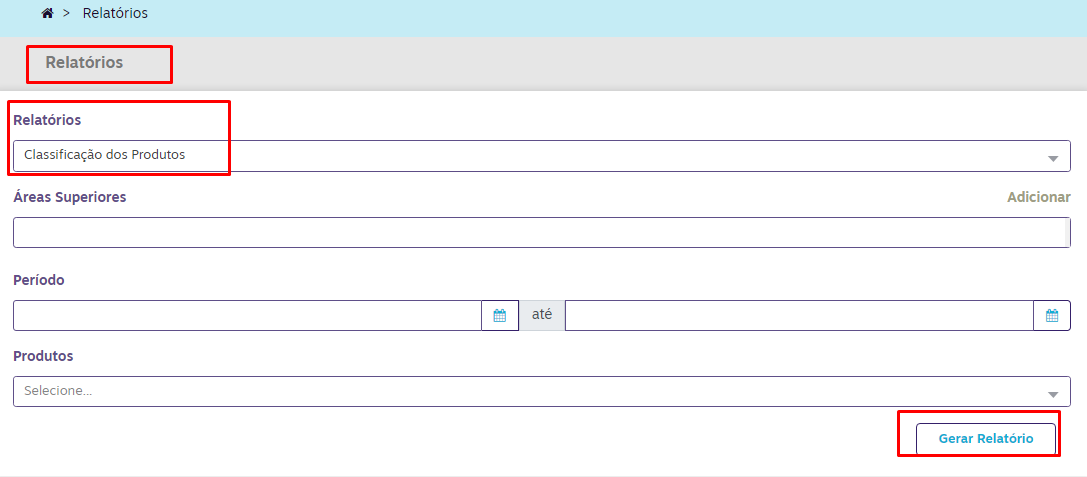 > Relatórios
Relatórios
Relatórios
Classificação dos Produtos
Áreas Superiores Adicionar
Período
até
Produtos
Selecione...
Gerar Relatório